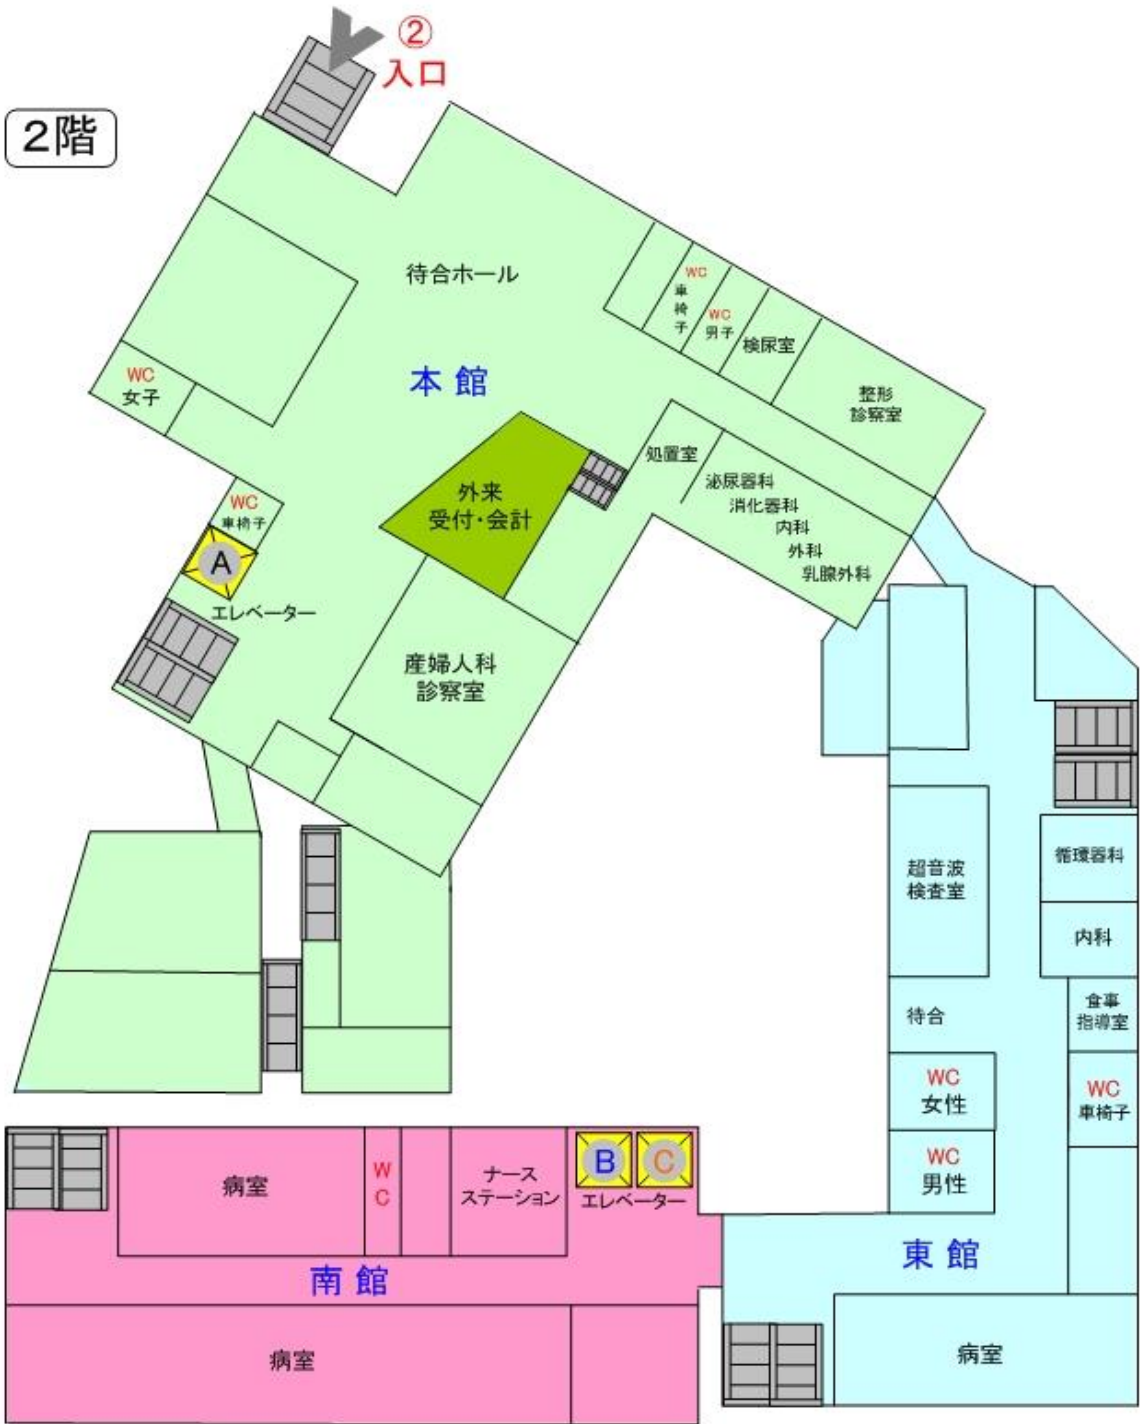 ②
入口
2階
待合ホール
WC
車
椅
子
WC
男子
検尿室
整形
診察室
本館
WC
女子
処置室
泌尿器科
消化器科
内科
外科
乳腺外科
外来
受付・会計
WC
車椅子
A
エレベーター
産婦人科
診察室
超音波
検査室
循環器科
内科
待合
食事
指導室
WC
女性
WC
車椅子
WC
男性
東館
病室
病室
W
C
ナース
ステーション
B
C
エレベーター
南館
病室